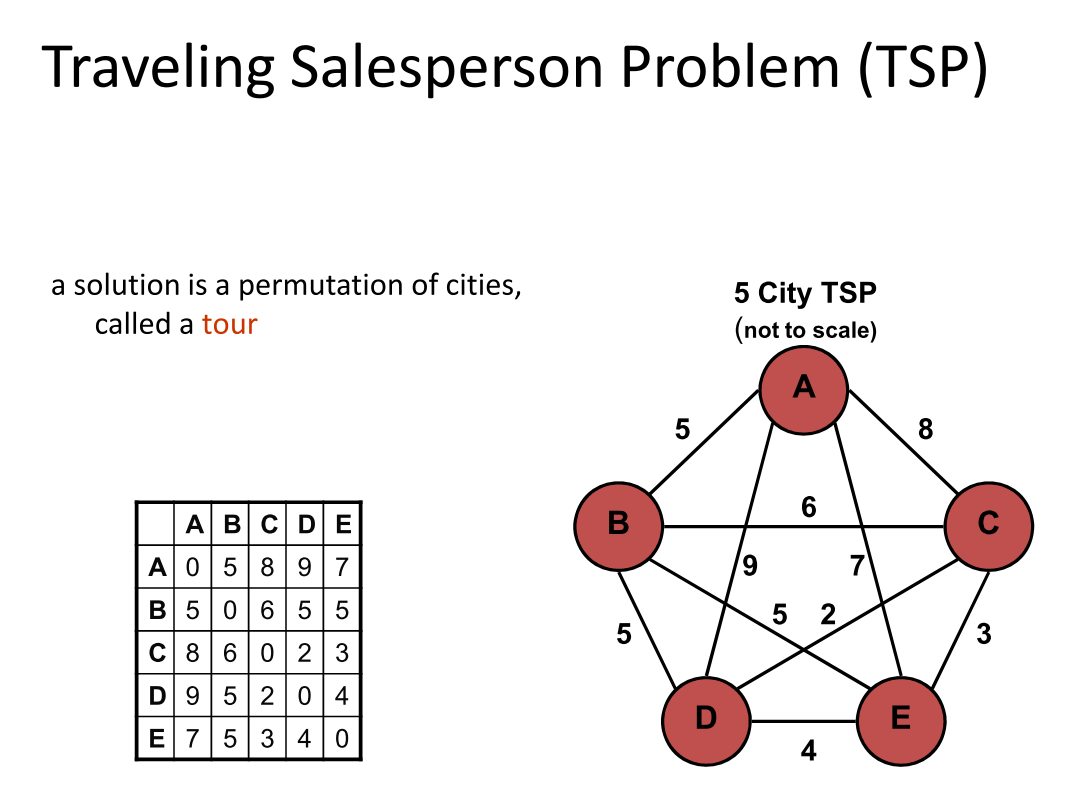 Traveling Salesperson Problem (TSP)
a solution is a permutation of cities,
called a tour
5 City TSP
(not to scale)
A
5
8
B
6
C
9
7
5
2
5
3
D
E
4
A B C D E
A 0 5 8 9 7
B 5 0 6 5 5
C 8 6 0 2 3
D 9 5 2 0 4
E 7 5 3 4 0